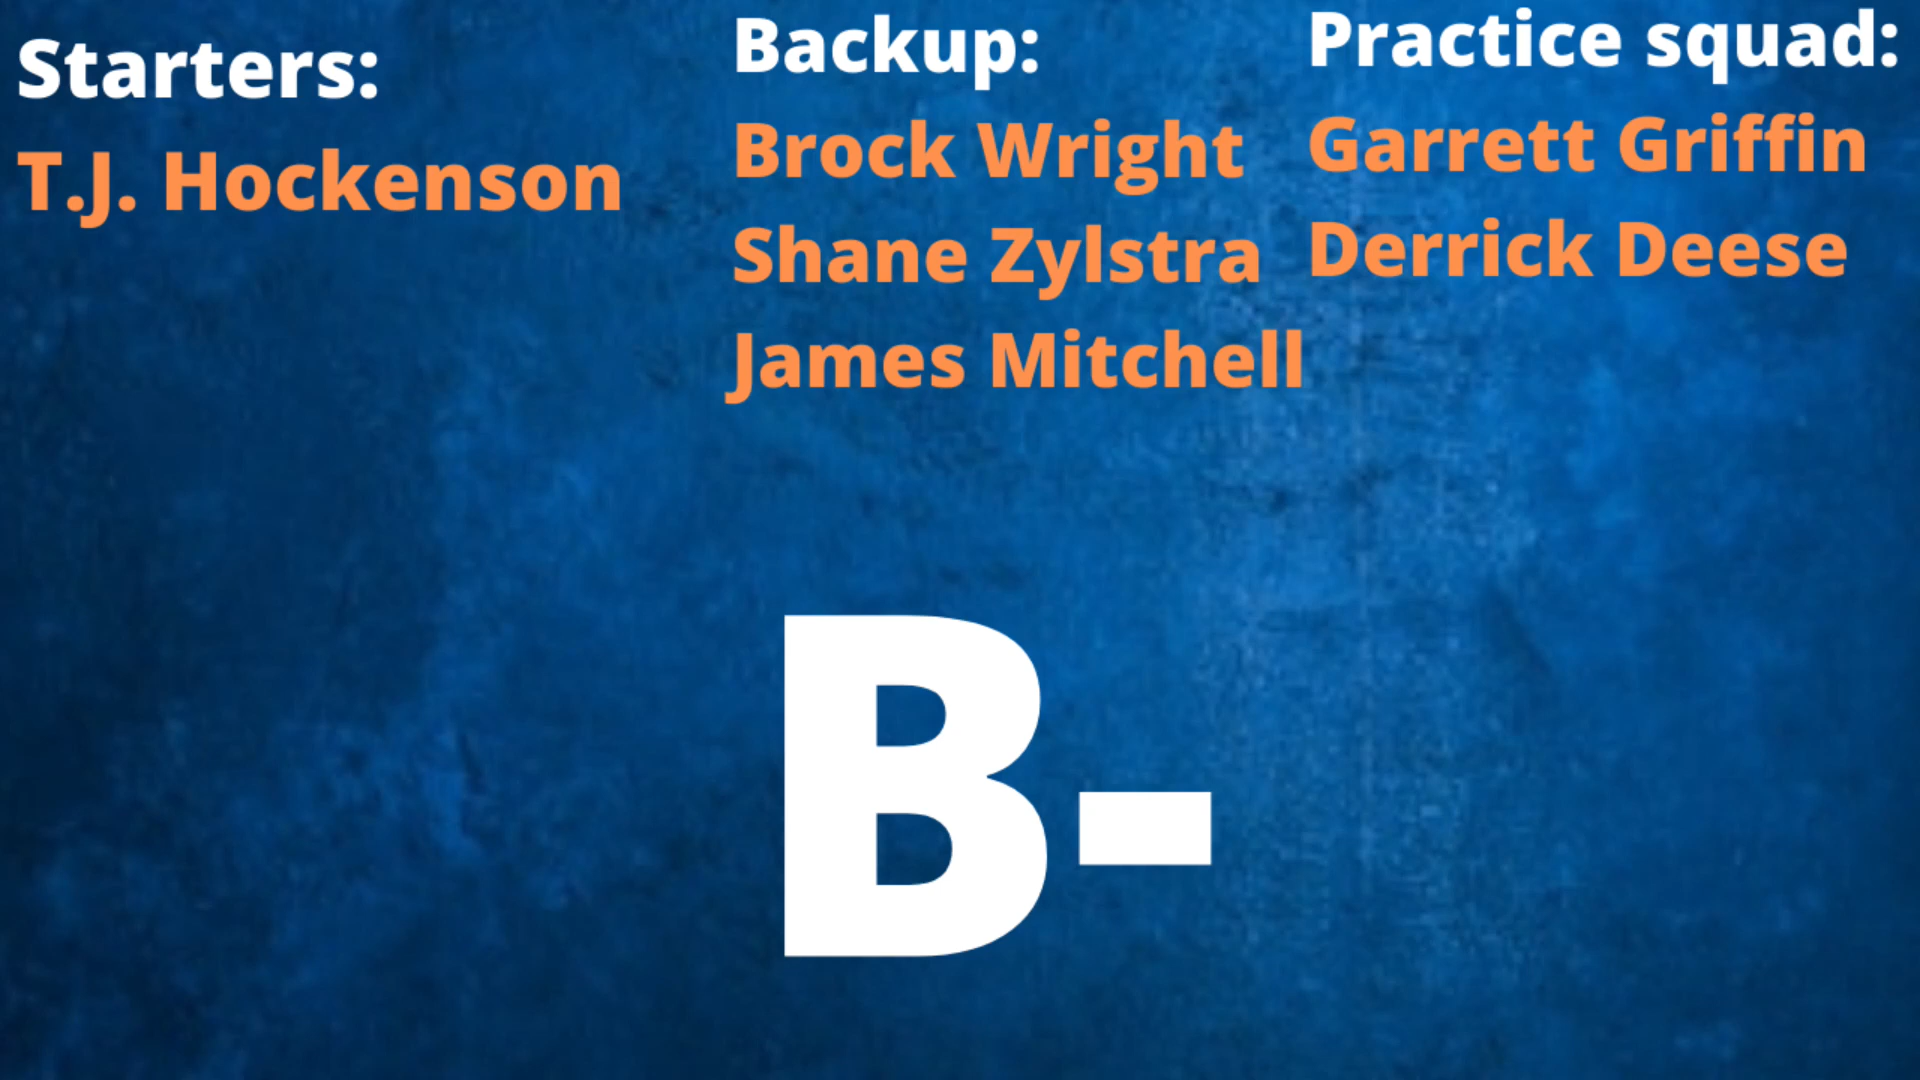 Starters:
T.J. Hockenson
Backup:
Brock Wright
Shane Zylstra
James Mitchell
Practice squad:
Garrett Griffin
Derrick Deese
B-